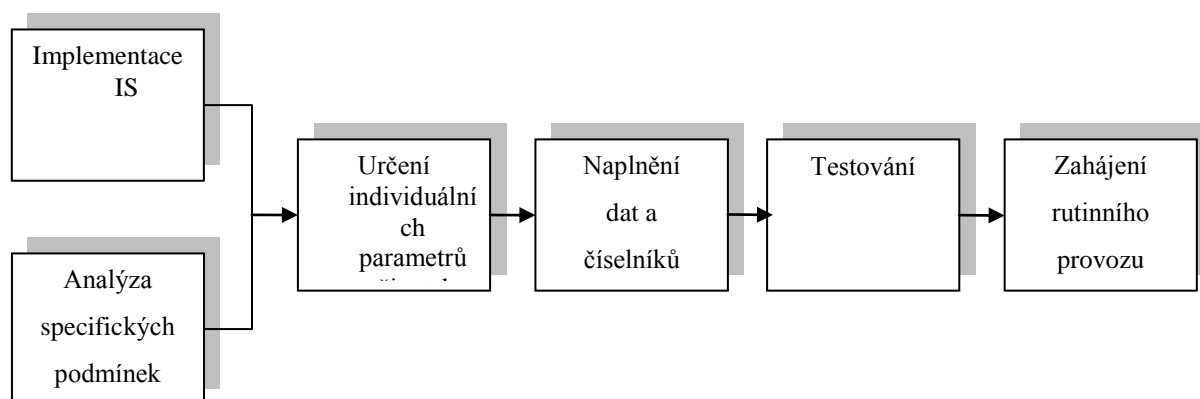 Implementace
IS
Analýza
specifických
podmínek
Určení
individuální
ch
parametrů
Naplnění
dat a
číselníků
Testování
Zahájení
rutinního
provozu